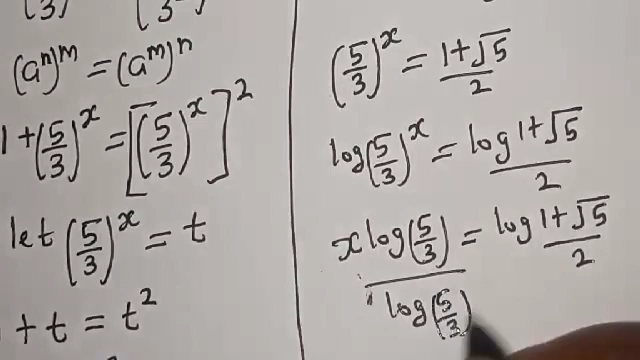 (aⁿ)ᵐ = (aᵐ)ⁿ
1 + (5/3)ˣ = [(5/3)ˣ]²
let (5/3)ˣ = t
+ t = t²
(5/3)ˣ = (1+√5)/2
log(5/3)ˣ = log (1+√5)/2
x log(5/3) = log (1+√5)/2
log(5/3)